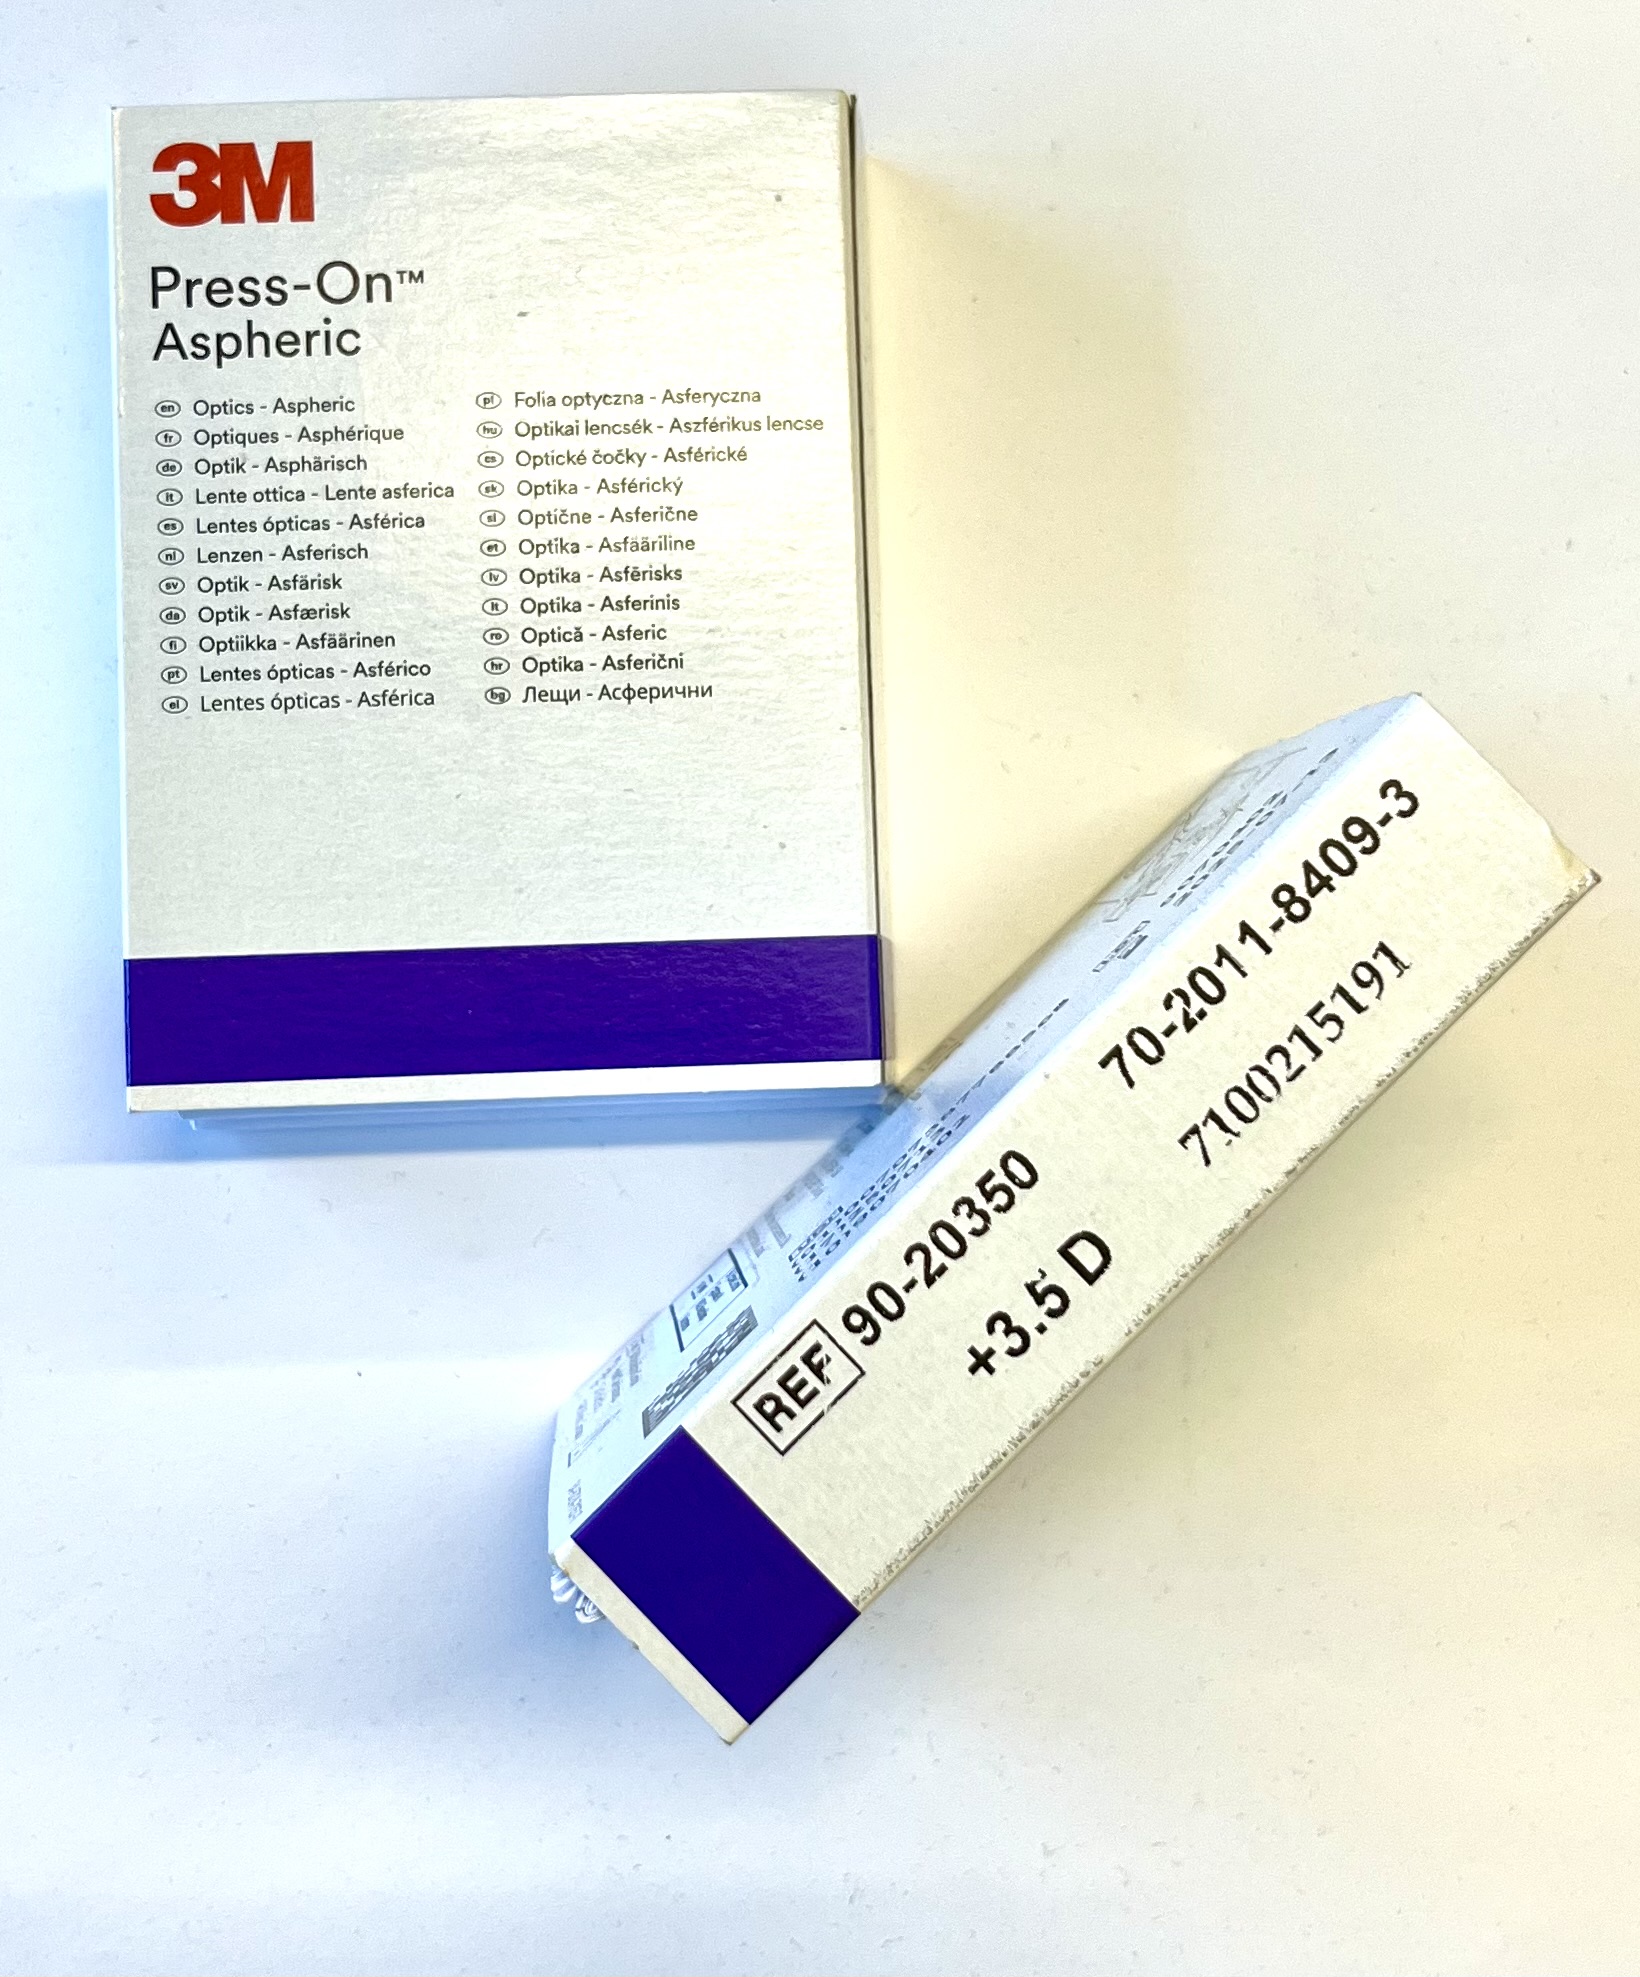 3M
Press-On™
Aspheric
en Optics - Aspheric
fr Optiques - Asphérique
de Optik - Asphärisch
it Lente ottica - Lente asferica
es Lentes ópticas - Asférica
nl Lenzen - Asferisch
sv Optik - Asfärisk
da Optik - Asfærisk
fi Optiikka - Asfäärinen
pt Lentes ópticas - Asférico
el Lentes ópticas - Asférica
pl Folia optyczna - Asferyczna
hu Optikai lencsék - Aszférikus lencse
cs Optické čočky - Asférické
sk Optika - Asférický
sl Optične - Asferične
et Optika - Asfääriline
lv Optika - Asfērisks
lt Optika - Asferinis
ro Optică - Asferic
hr Optika - Asferični
bg Лещи - Асферични
REF 90-20350 70-2011-8409-3
+3.5 D 7100215191